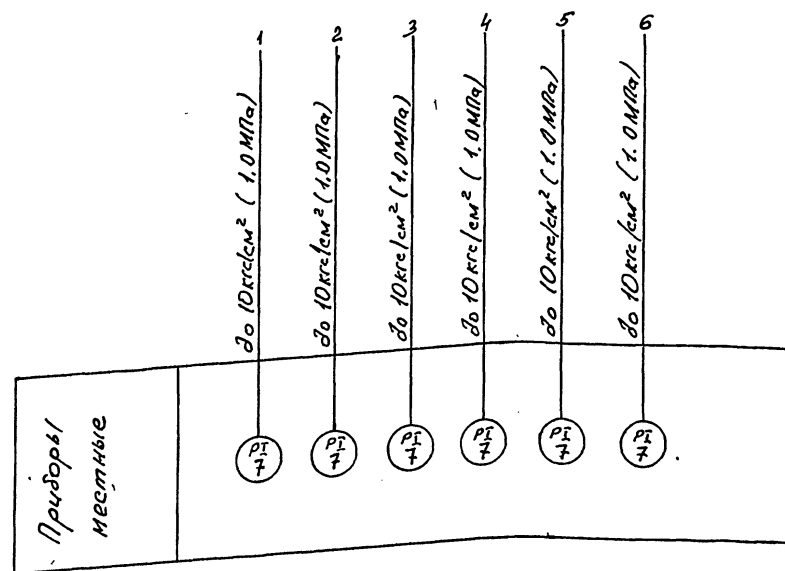 1 2 3 4 5 6
до 10кгс/см² (1.0МПа)
до 10кгс/см² (1.0МПа)
до 10кгс/см² (1.0МПа)
до 10кгс/см² (1.0МПа)
до 10кгс/см² (1.0МПа)
до 10кгс/см² (1.0МПа)
Приборы
местные
PI
7
PI
7
PI
7
PI
7
PI
7
PI
7